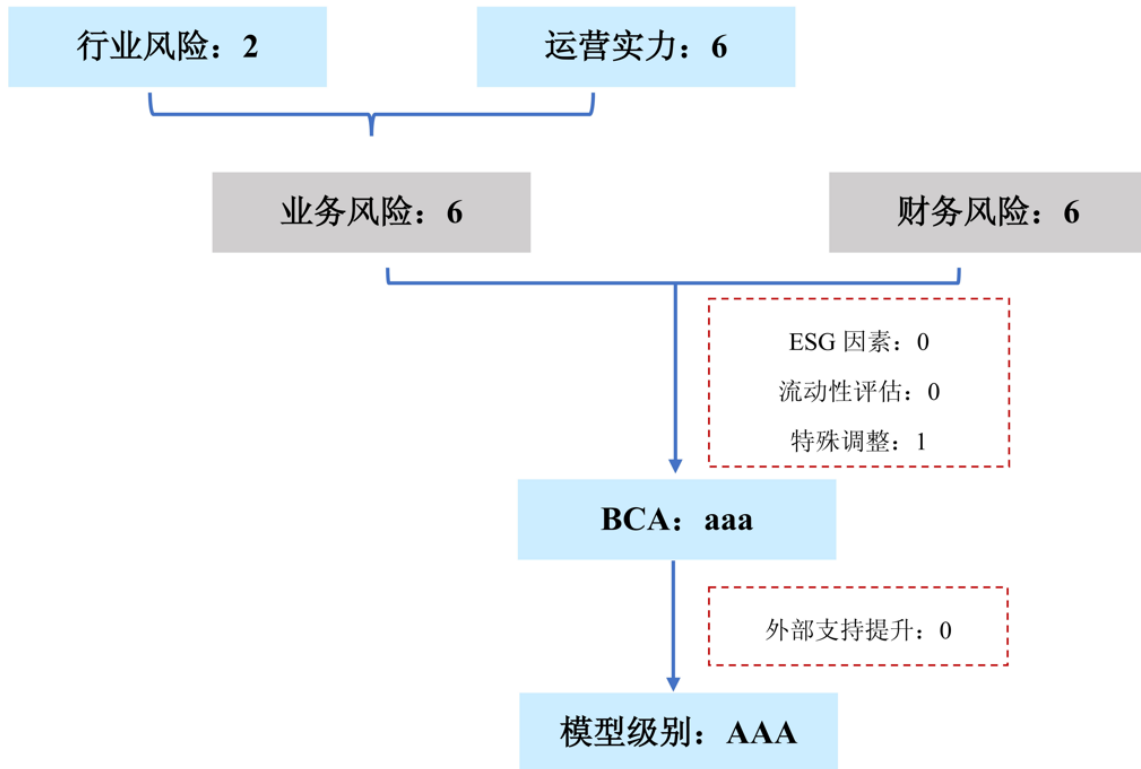 行业风险：2
运营实力：6
业务风险：6
财务风险：6
ESG 因素：0
流动性评估：0
特殊调整：1
BCA：aaa
外部支持提升：0
模型级别：AAA